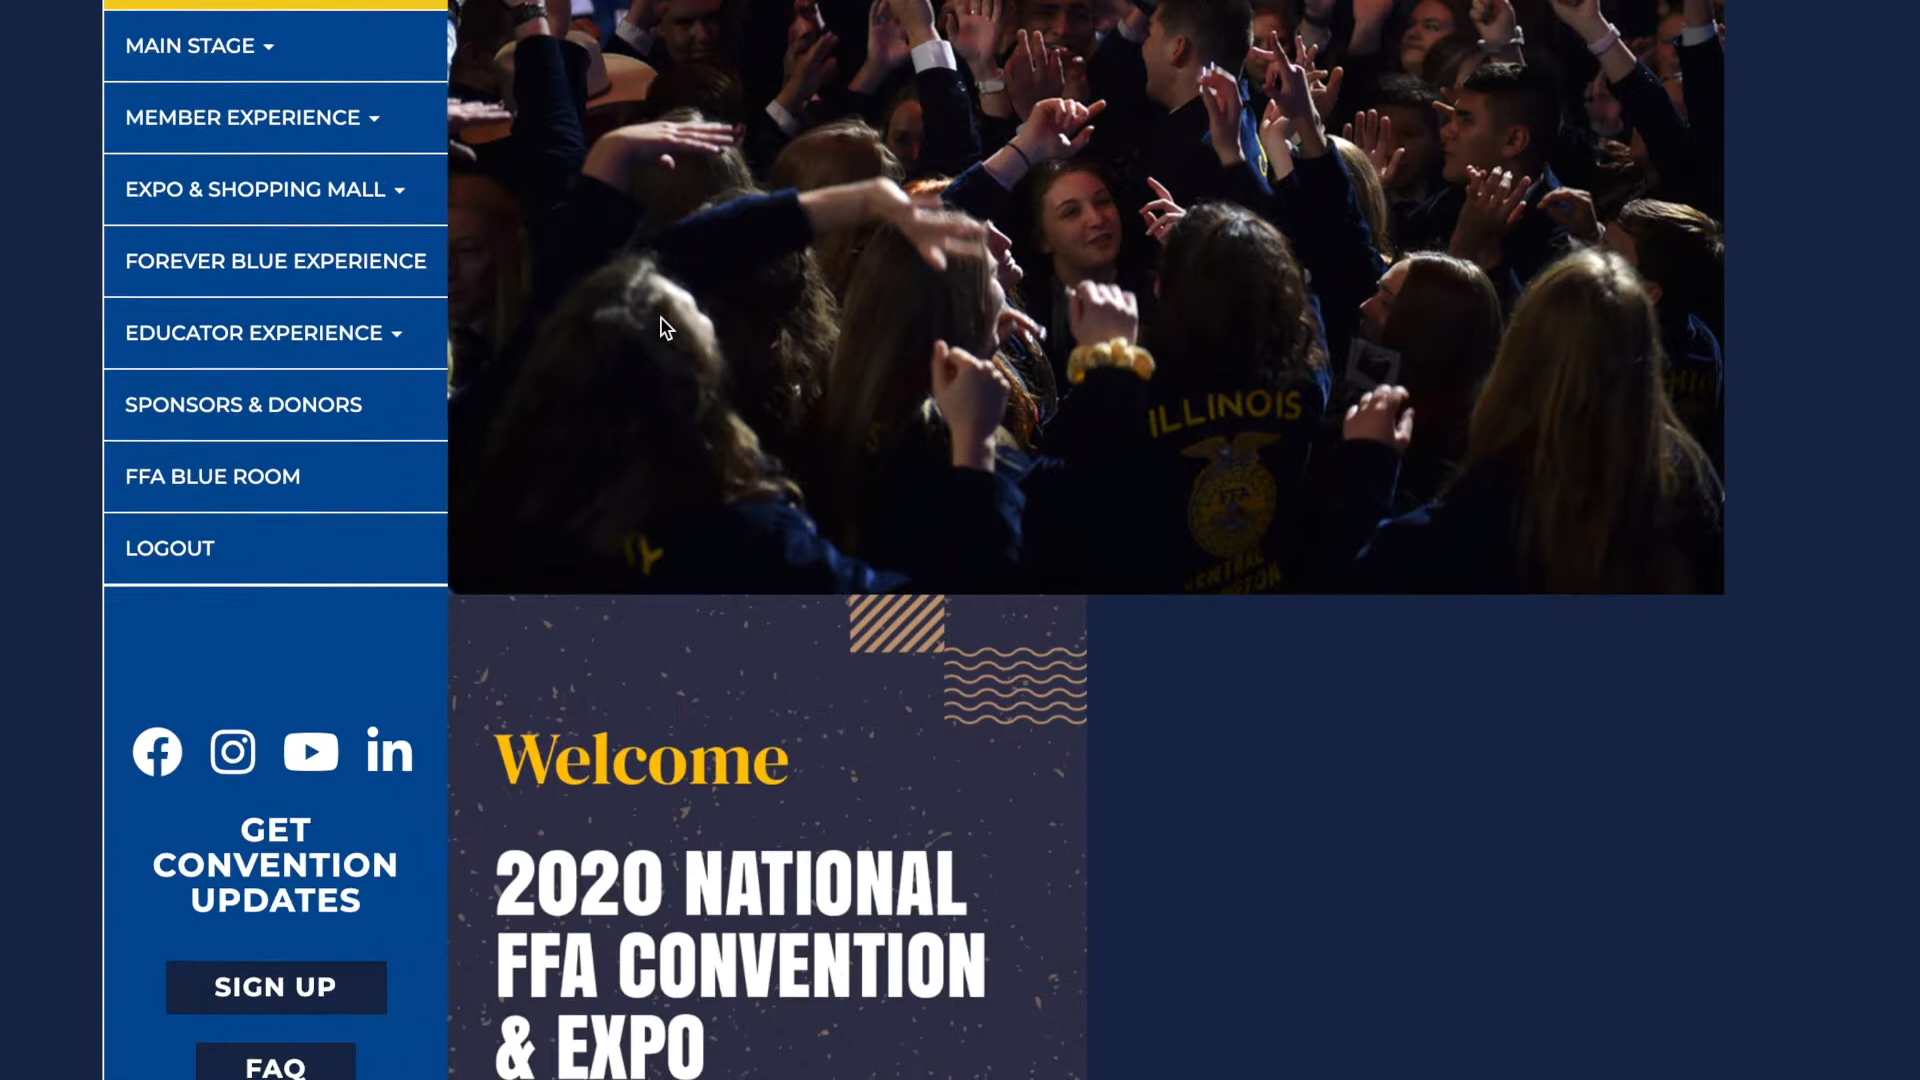 MAIN STAGE
MEMBER EXPERIENCE
EXPO & SHOPPING MALL
FOREVER BLUE EXPERIENCE
EDUCATOR EXPERIENCE
SPONSORS & DONORS
FFA BLUE ROOM
LOGOUT
ILLINOIS
FFA
GET
CONVENTION
UPDATES
SIGN UP
FAQ
Welcome
2020 NATIONAL
FFA CONVENTION
& EXPO